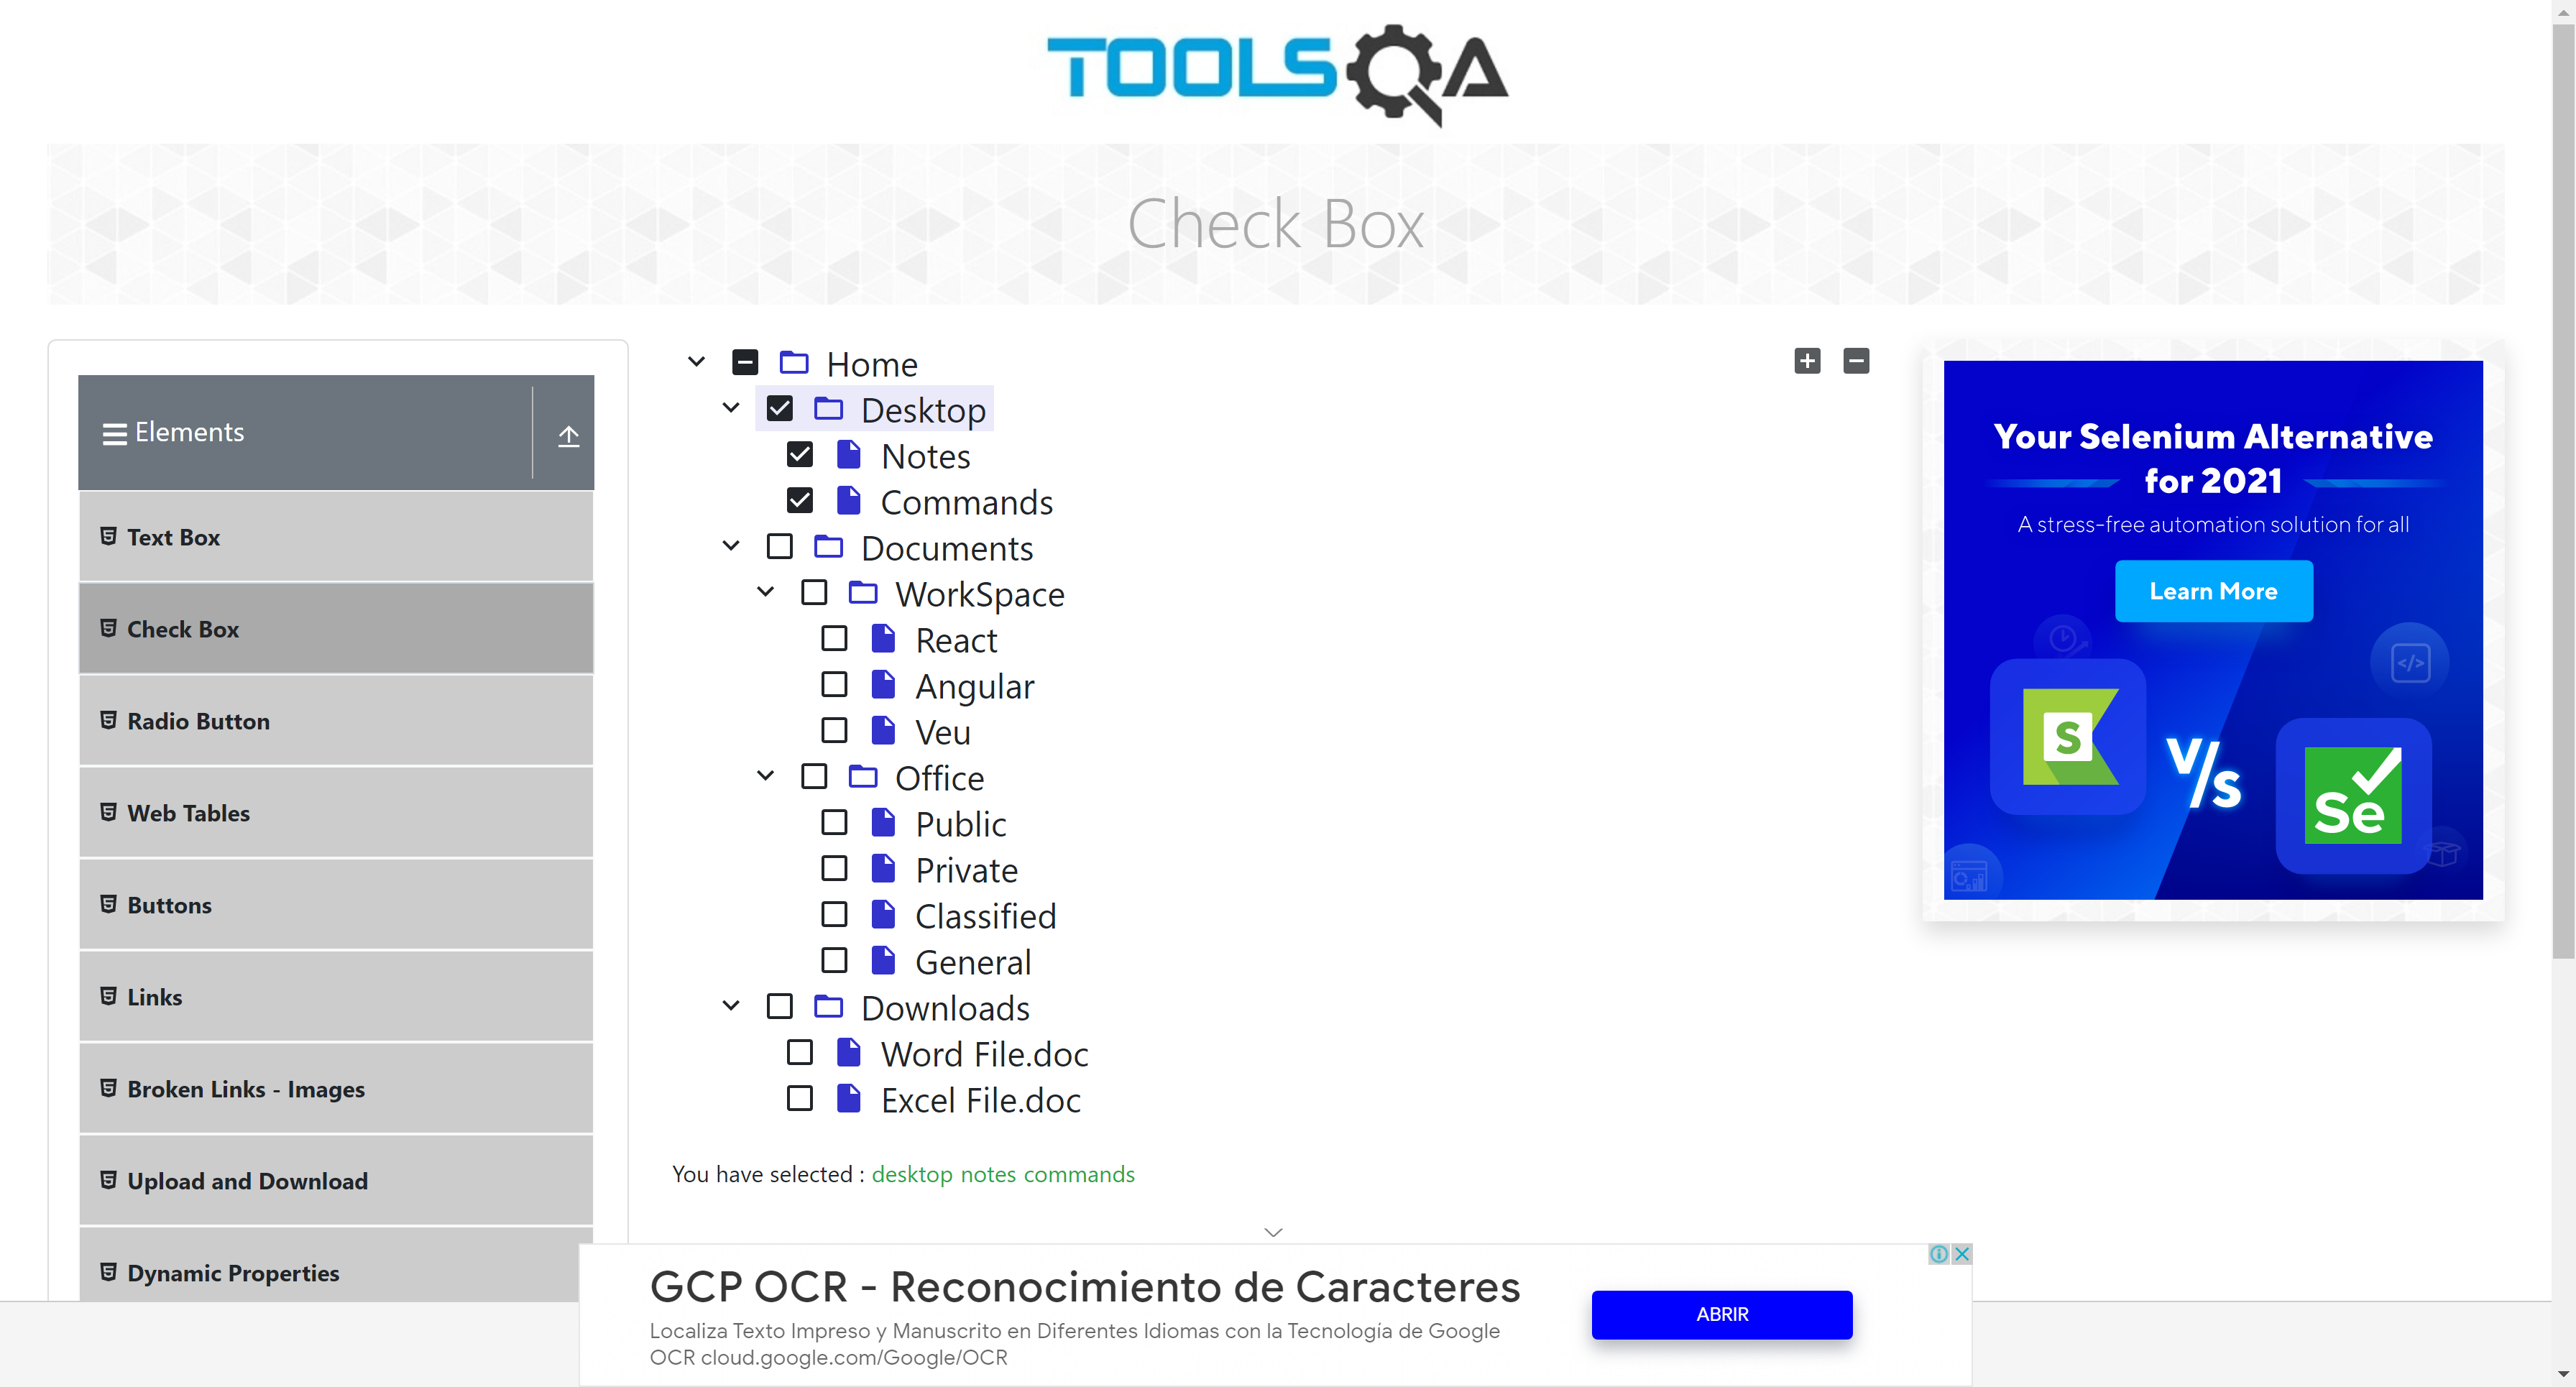 TOOLSQA
Check Box
Elements
Text Box
Check Box
Radio Button
Web Tables
Buttons
Links
Broken Links - Images
Upload and Download
Dynamic Properties
Home
Desktop
Notes
Commands
Documents
WorkSpace
React
Angular
Veu
Office
Public
Private
Classified
General
Downloads
Word File.doc
Excel File.doc
You have selected : desktop notes commands
Your Selenium Alternative
for 2021
A stress-free automation solution for all
Learn More
S
V/s
Se
</>
GCP OCR - Reconocimiento de Caracteres
Localiza Texto Impreso y Manuscrito en Diferentes Idiomas con la Tecnología de Google
OCR cloud.google.com/Google/OCR
ABRIR